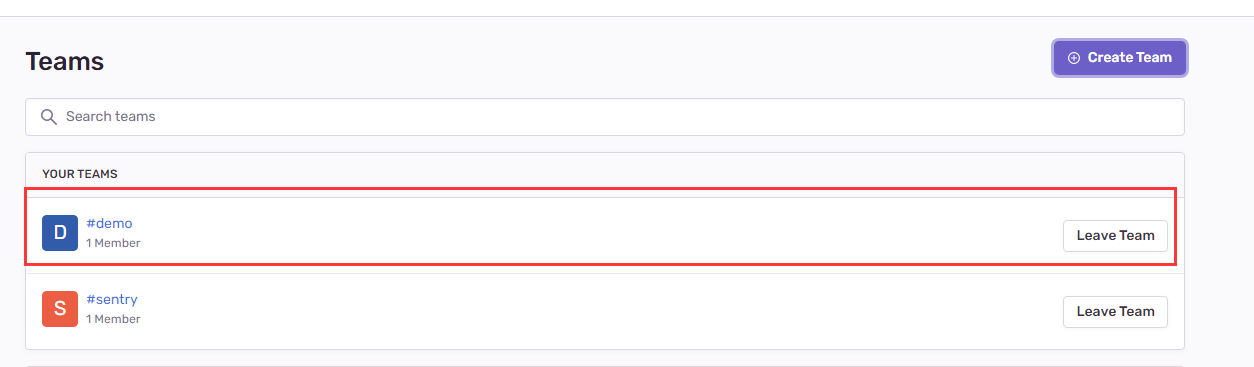 Teams
Create Team
Search teams
YOUR TEAMS
D
#demo
1 Member
Leave Team
S
#sentry
1 Member
Leave Team